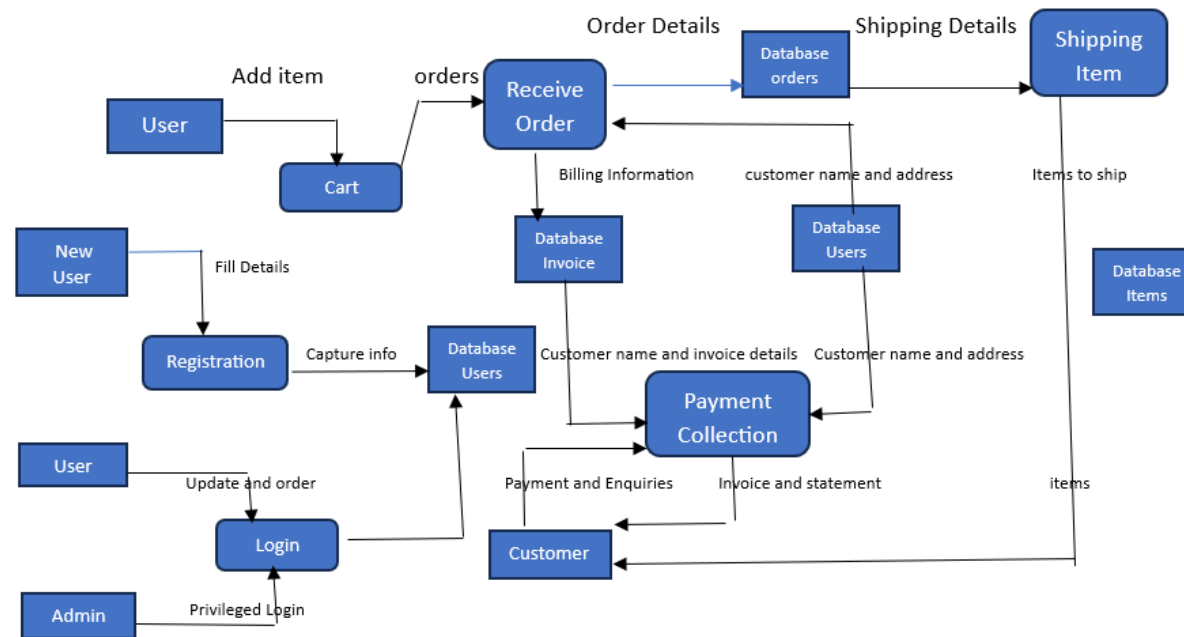 Order Details
Shipping Details
Shipping
Item
Database
orders
Add item
orders
Receive
Order
User
Cart
Billing Information
customer name and address
Items to ship
New
User
Fill Details
Database
Invoice
Database
Users
Database
Items
Registration
Capture info
Database
Users
Customer name and invoice details
Customer name and address
Payment
Collection
User
Update and order
Payment and Enquiries
Invoice and statement
items
Login
Customer
Admin
Privileged Login